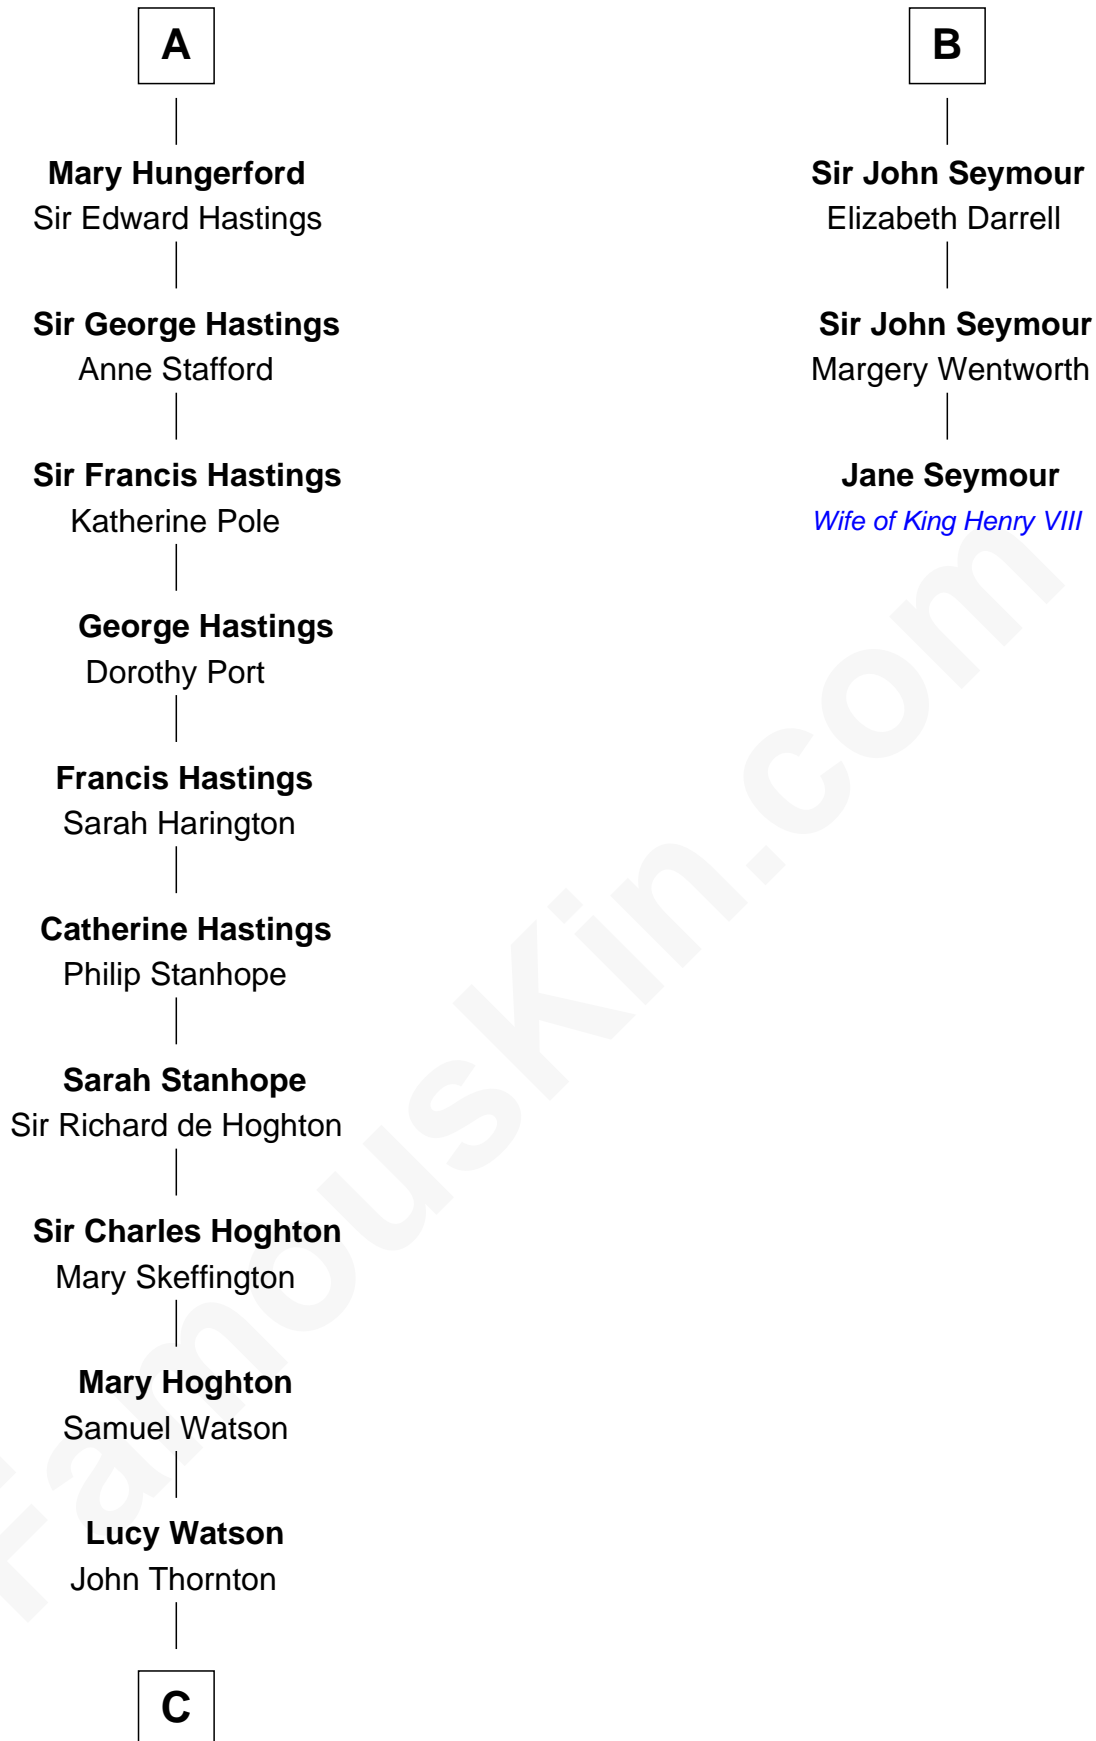 A
Mary Hungerford
Sir Edward Hastings
Sir George Hastings
Anne Stafford
Sir Francis Hastings
Katherine Pole
George Hastings
Dorothy Port
Francis Hastings
Sarah Harington
Catherine Hastings
Philip Stanhope
Sarah Stanhope
Sir Richard de Hoghton
Sir Charles Hoghton
Mary Skeffington
Mary Hoghton
Samuel Watson
Lucy Watson
John Thornton
C
B
Sir John Seymour
Elizabeth Darrell
Sir John Seymour
Margery Wentworth
Jane Seymour
Wife of King Henry VIII
FamousKin.com